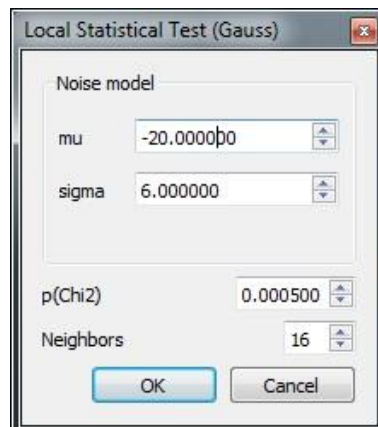 Local Statistical Test (Gauss)
Noise model
mu -20.000000
sigma 6.000000
p(Chi2) 0.000500
Neighbors 16
OK Cancel